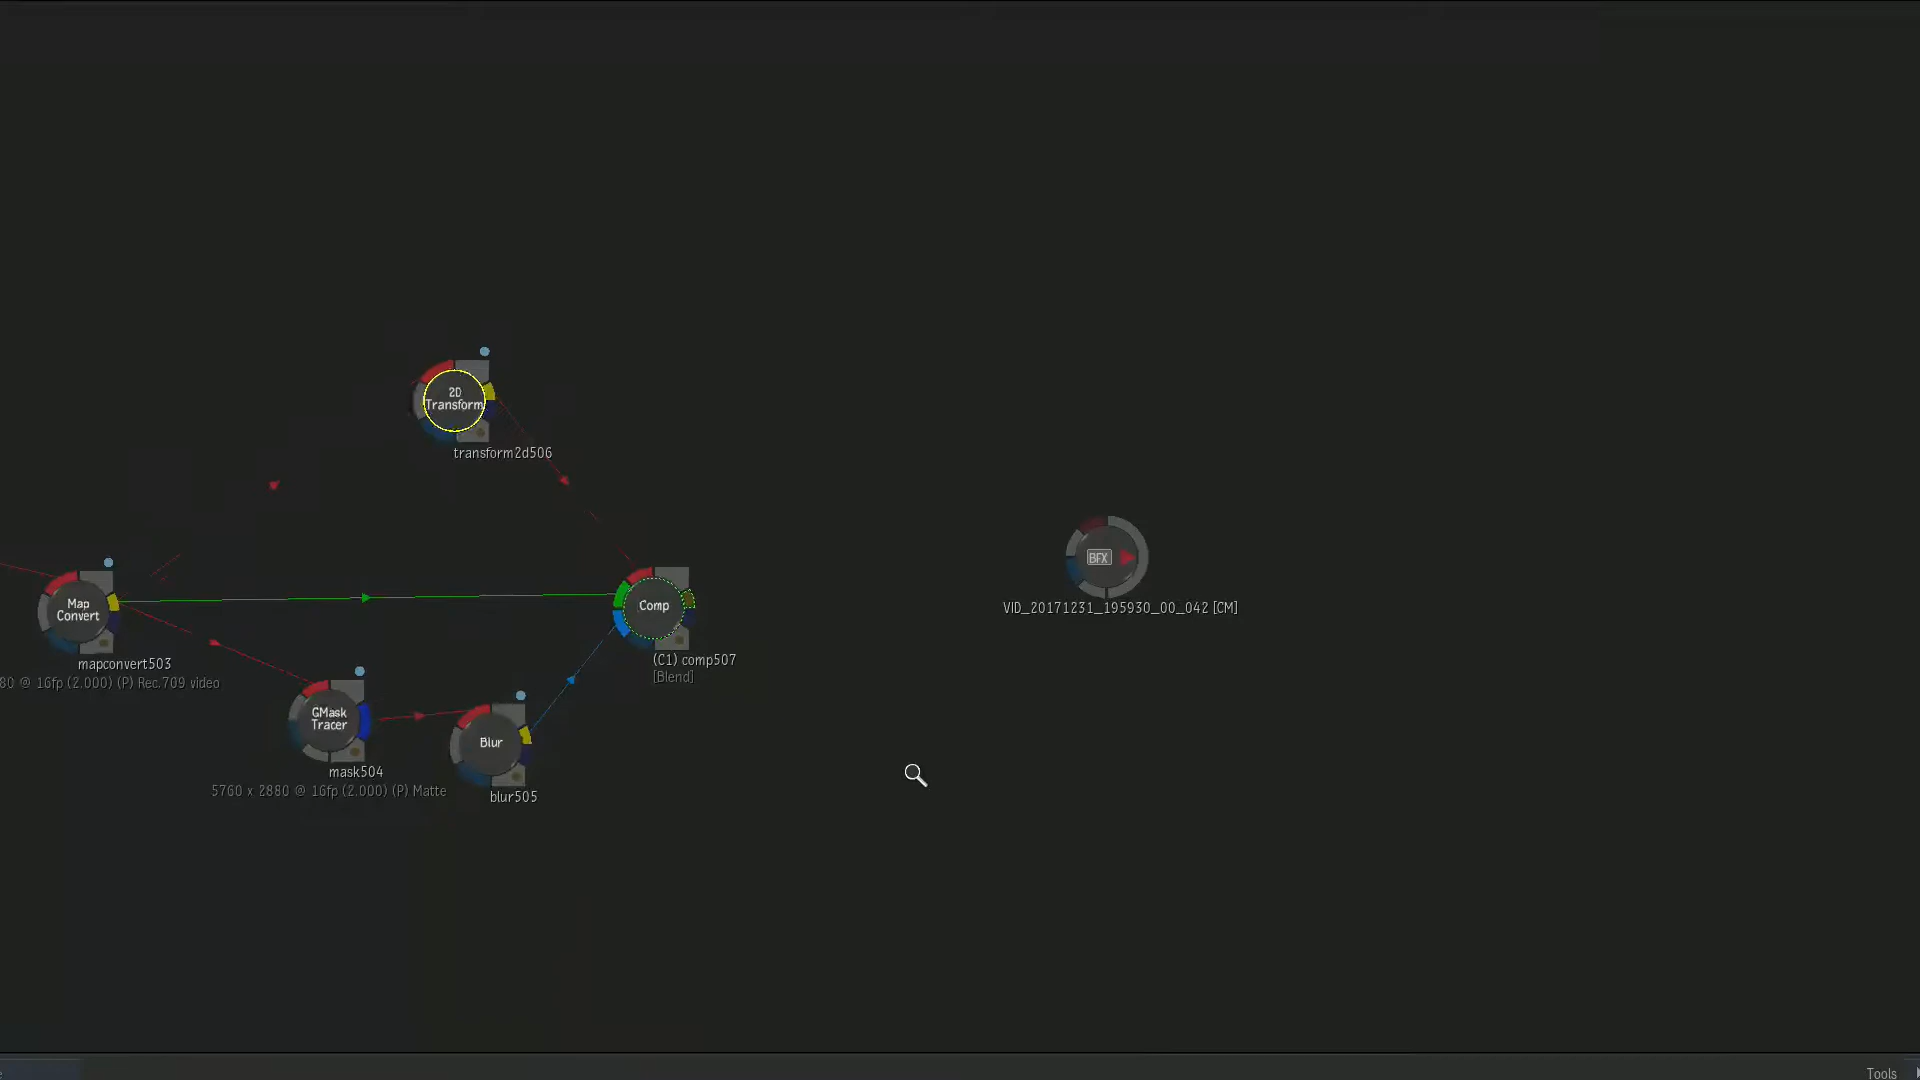 2D
Transform
transform2d506
BFX
VID_20171231_195930_00_042 [CM]
Map
Convert
mapconvert503
80 @ 16fp (2.000) (P) Rec.709 video
Comp
(C1) comp507
[Blend]
GMask
Tracer
mask504
5760 x 2880 @ 16fp (2.000) (P) Matte
Blur
blur505
Tools